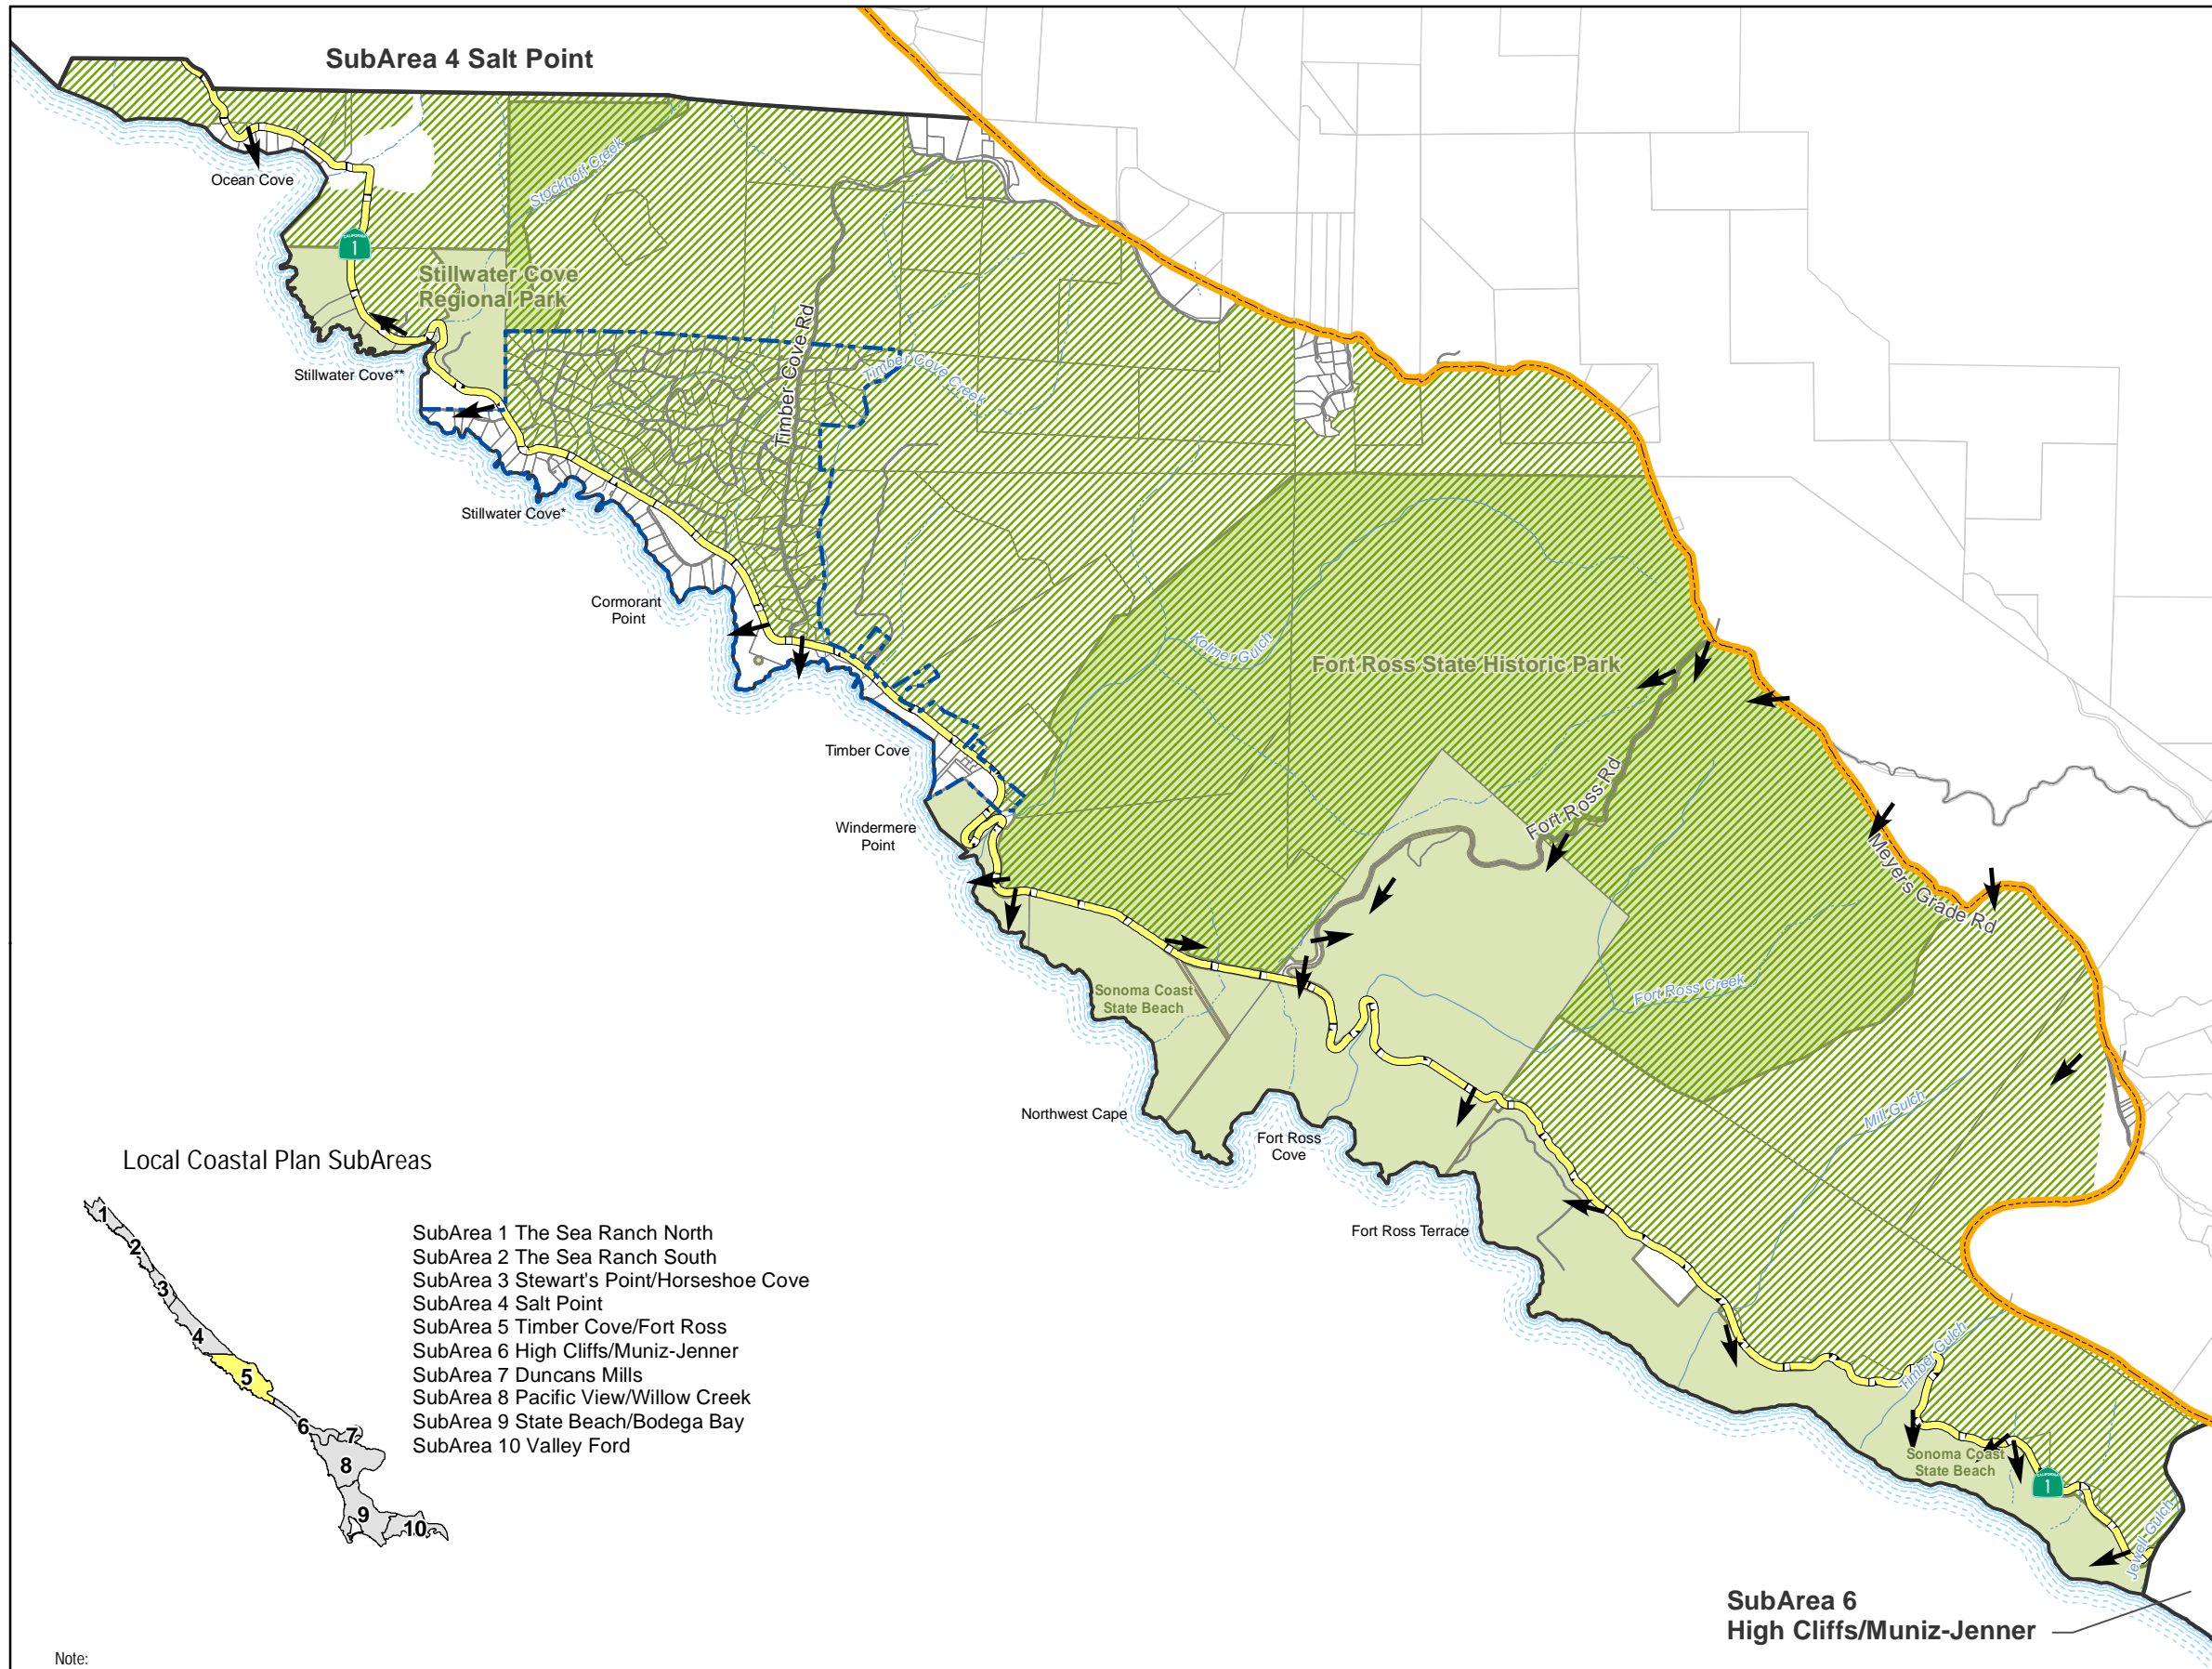 SubArea 4 Salt Point
Ocean Cove
Stockhoff Creek
CALIFORNIA
1
Stillwater Cove
Regional Park
Timber Cove Rd
Timber Cove Creek
Stillwater Cove**
Stillwater Cove*
Cormorant
Point
Kolmer Gulch
Fort Ross State Historic Park
Timber Cove
Fort Ross Rd
Windermere
Point
Meyers Grade Rd
Sonoma Coast
State Beach
Fort Ross Creek
Northwest Cape
Fort Ross
Cove
Mill Gulch
Fort Ross Terrace
Local Coastal Plan SubAreas
1
2
3
4
5
6
7
8
9
10
SubArea 1 The Sea Ranch North
SubArea 2 The Sea Ranch South
SubArea 3 Stewart's Point/Horseshoe Cove
SubArea 4 Salt Point
SubArea 5 Timber Cove/Fort Ross
SubArea 6 High Cliffs/Muniz-Jenner
SubArea 7 Duncans Mills
SubArea 8 Pacific View/Willow Creek
SubArea 9 State Beach/Bodega Bay
SubArea 10 Valley Ford
Timber Gulch
Sonoma Coast
State Beach
CALIFORNIA
1
Jewell Gulch
SubArea 6
High Cliffs/Muniz-Jenner
Note: